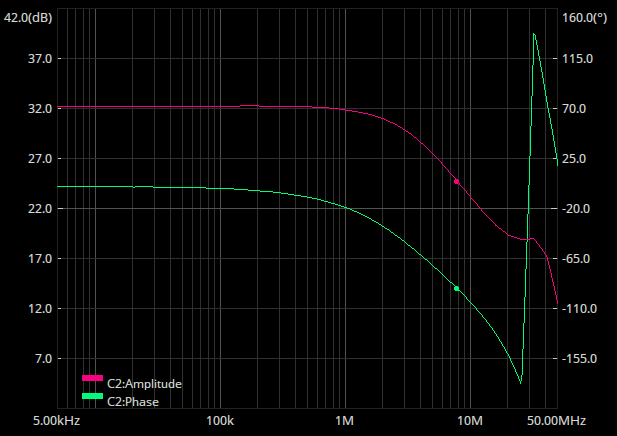 42.0(dB) 160.0(°)
37.0 115.0
32.0 70.0
27.0 25.0
22.0 -20.0
17.0 -65.0
12.0 -110.0
7.0 -155.0
C2:Amplitude
C2:Phase
5.00kHz 100k 1M 10M 50.00MHz